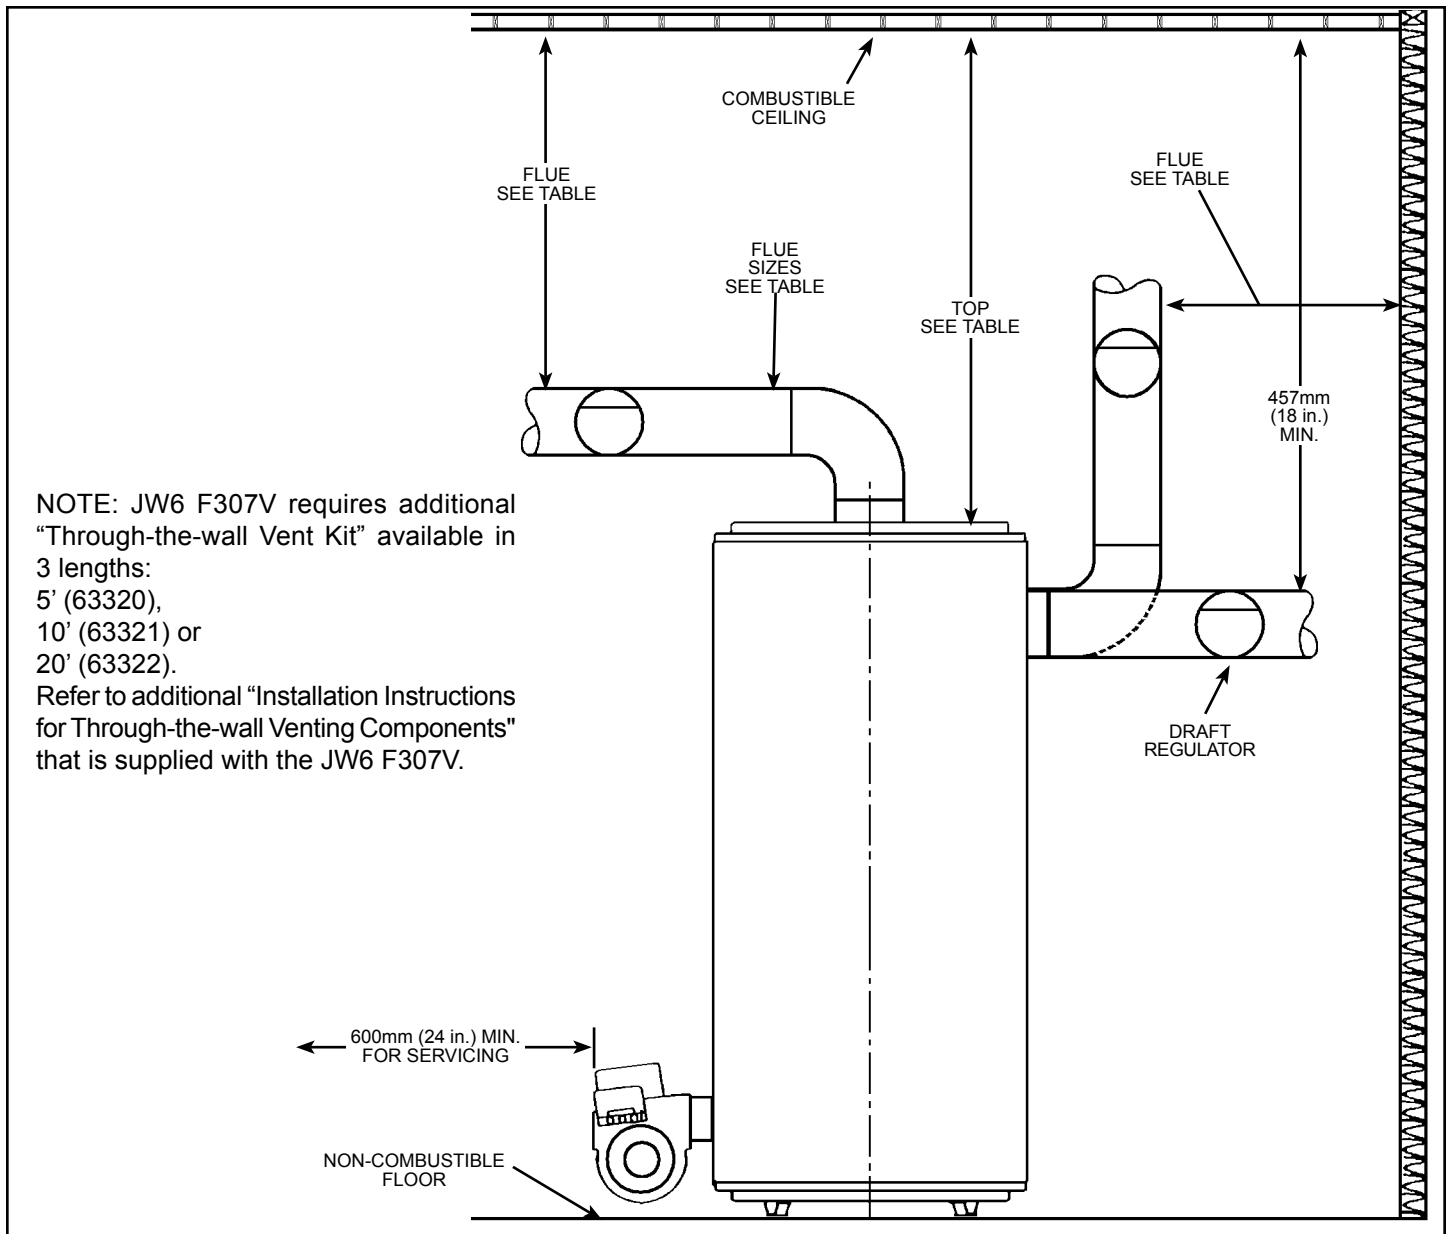 COMBUSTIBLE
CEILING
FLUE
SEE TABLE
FLUE
SEE TABLE
FLUE
SIZES
SEE TABLE
TOP
SEE TABLE
457mm
(18 in.)
MIN.
NOTE: JW6 F307V requires additional
“Through-the-wall Vent Kit” available in
3 lengths:
5’ (63320),
10’ (63321) or
20’ (63322).
Refer to additional “Installation Instructions
for Through-the-wall Venting Components"
that is supplied with the JW6 F307V.
DRAFT
REGULATOR
600mm (24 in.) MIN.
FOR SERVICING
NON-COMBUSTIBLE
FLOOR